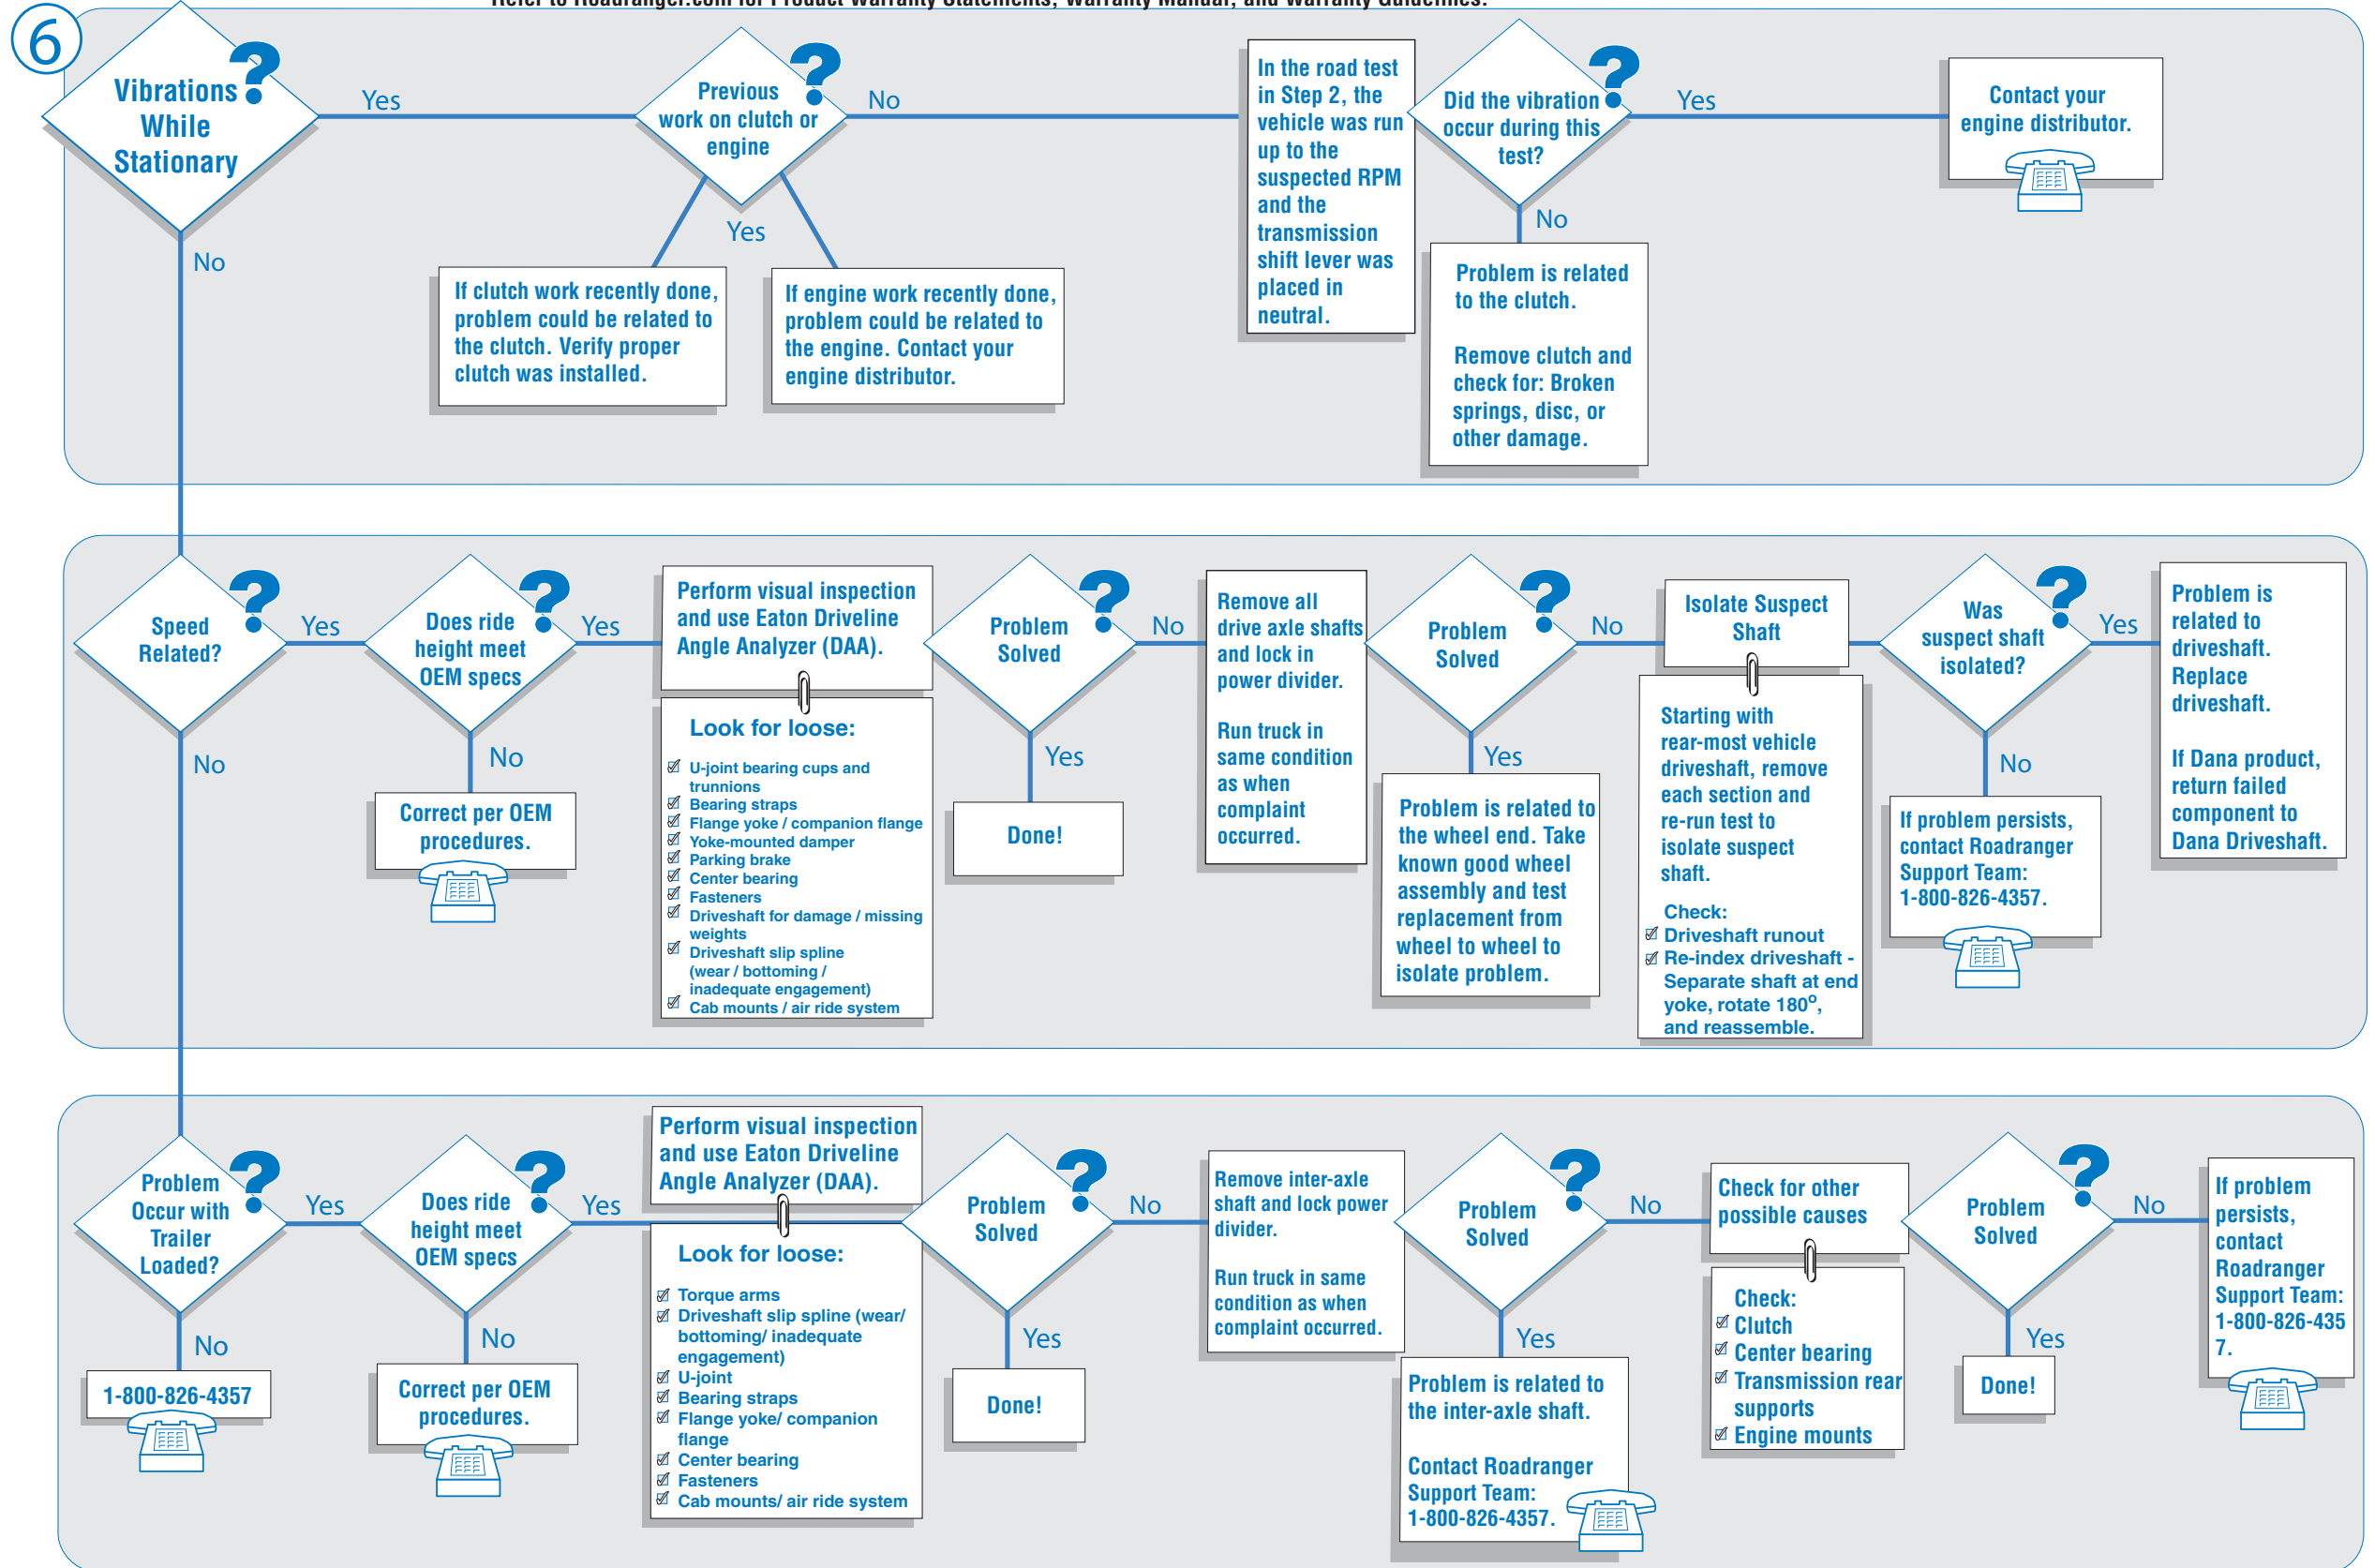 Refer to Roadranger.com for Product Warranty Statements, Warranty Manual, and Warranty Guidelines.
6
Vibrations
While
Stationary
Yes
No
Previous
work on clutch or
engine
No
Yes
If clutch work recently done,
problem could be related to
the clutch. Verify proper
clutch was installed.
If engine work recently done,
problem could be related to
the engine. Contact your
engine distributor.
In the road test
in Step 2, the
vehicle was run
up to the
suspected RPM
and the
transmission
shift lever was
placed in
neutral.
Did the vibration
occur during this
test?
Yes
No
Problem is related
to the clutch.
Remove clutch and
check for: Broken
springs, disc, or
other damage.
Contact your
engine distributor.
Speed
Related?
Yes
No
Does ride
height meet
OEM specs
Yes
No
Correct per OEM
procedures.
Perform visual inspection
and use Eaton Driveline
Angle Analyzer (DAA).
Look for loose:
U-joint bearing cups and
trunnions
Bearing straps
Flange yoke / companion flange
Yoke-mounted damper
Parking brake
Center bearing
Fasteners
Driveshaft for damage / missing
weights
Driveshaft slip spline
(wear / bottoming /
inadequate engagement)
Cab mounts / air ride system
Problem
Solved
No
Yes
Done!
Remove all
drive axle shafts
and lock in
power divider.
Run truck in
same condition
as when
complaint
occurred.
Problem
Solved
No
Yes
Problem is related to
the wheel end. Take
known good wheel
assembly and test
replacement from
wheel to wheel to
isolate problem.
Isolate Suspect
Shaft
Starting with
rear-most vehicle
driveshaft, remove
each section and
re-run test to
isolate suspect
shaft.
Check:
Driveshaft runout
Re-index driveshaft -
Separate shaft at end
yoke, rotate 180º,
and reassemble.
Was
suspect shaft
isolated?
Yes
No
If problem persists,
contact Roadranger
Support Team:
1-800-826-4357.
Problem is
related to
driveshaft.
Replace
driveshaft.
If Dana product,
return failed
component to
Dana Driveshaft.
Problem
Occur with
Trailer
Loaded?
Yes
No
1-800-826-4357
Does ride
height meet
OEM specs
Yes
No
Correct per OEM
procedures.
Perform visual inspection
and use Eaton Driveline
Angle Analyzer (DAA).
Look for loose:
Torque arms
Driveshaft slip spline (wear/
bottoming/ inadequate
engagement)
U-joint
Bearing straps
Flange yoke/ companion
flange
Center bearing
Fasteners
Cab mounts/ air ride system
Problem
Solved
No
Yes
Done!
Remove inter-axle
shaft and lock power
divider.
Run truck in same
condition as when
complaint occurred.
Problem
Solved
No
Yes
Problem is related to
the inter-axle shaft.
Contact Roadranger
Support Team:
1-800-826-4357.
Check for other
possible causes
Check:
Clutch
Center bearing
Transmission rear
supports
Engine mounts
Problem
Solved
No
Yes
Done!
If problem
persists,
contact
Roadranger
Support Team:
1-800-826-435
7.